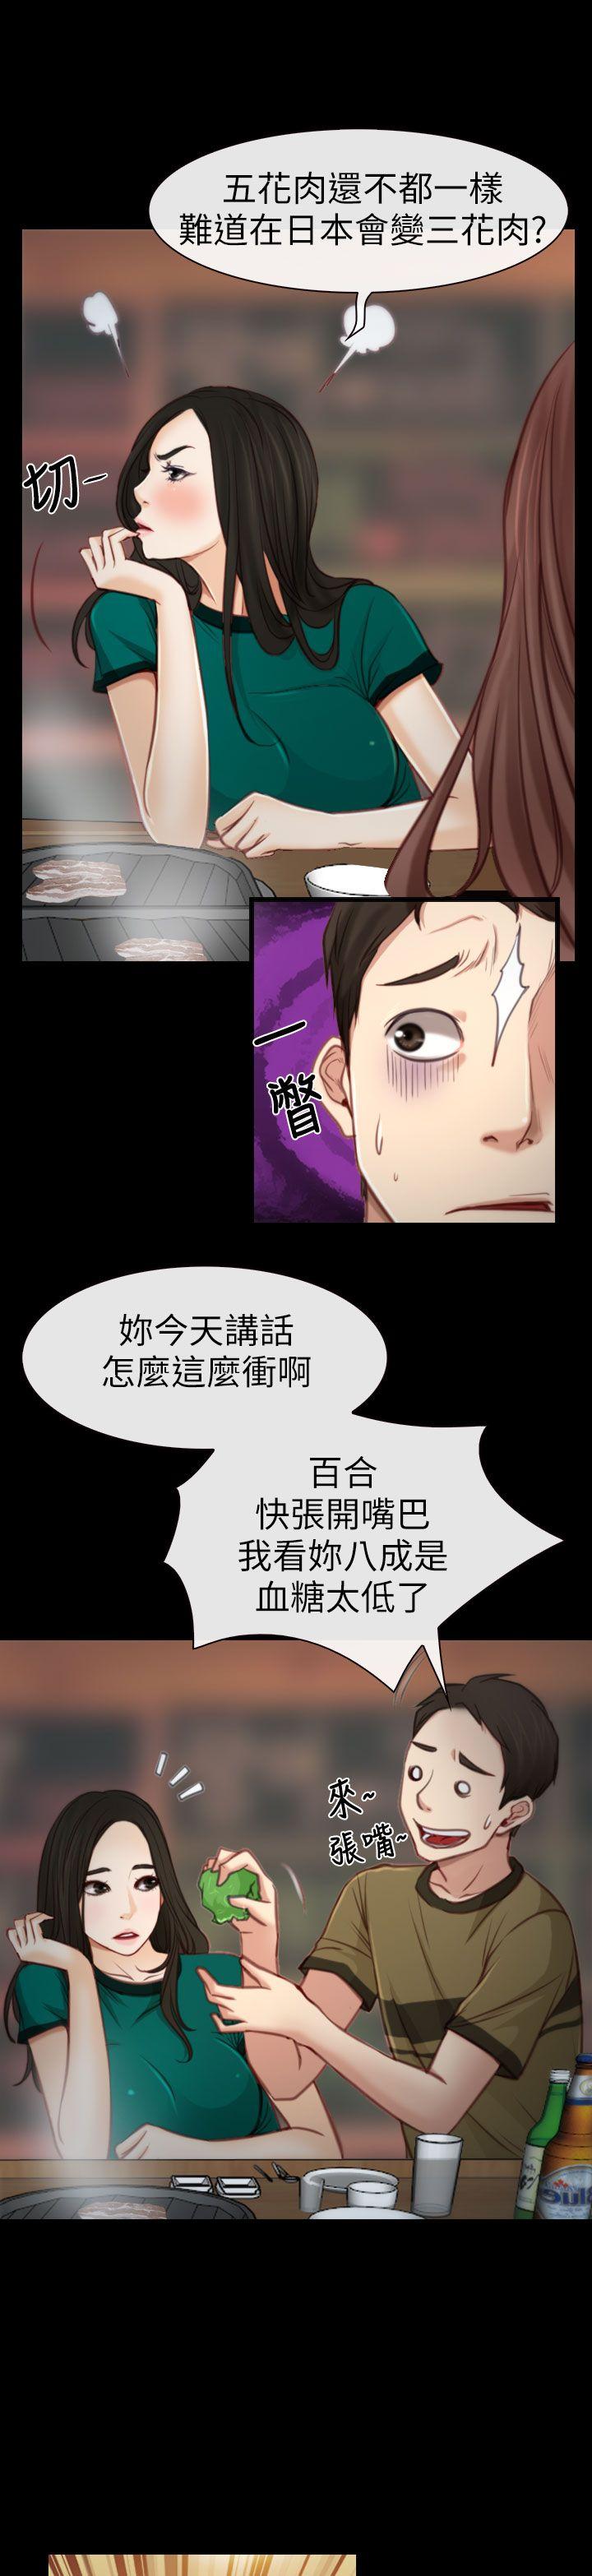 五花肉還不都一樣
難道在日本會變三花肉?
切~
一瞥
妳今天講話
怎麼這麼衝啊
百合
快張開嘴巴
我看妳八成是
血糖太低了
來~
張嘴~